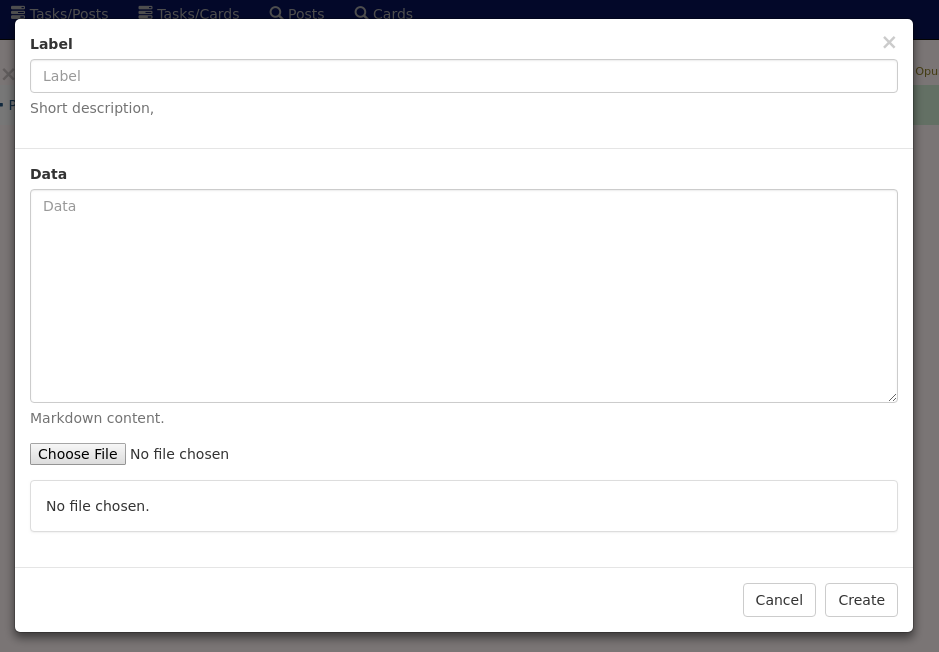 Tasks/Posts Tasks/Cards Posts Cards
Label ×
Label
Short description,
Opu
P
Data
Data
Markdown content.
Choose File No file chosen
No file chosen.
Cancel Create